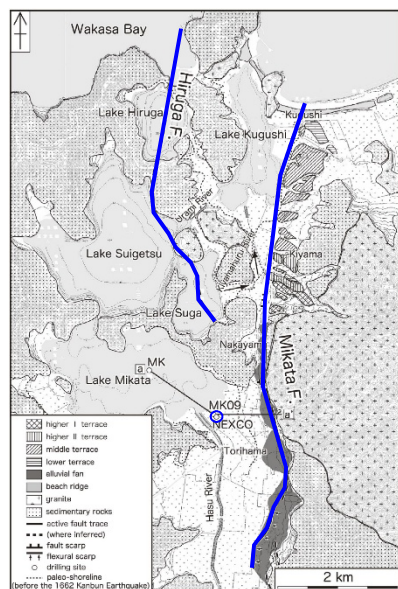 Wakasa Bay
Hiruga F.
Lake Hiruga
Kugushi
Lake Kugushi
Urami River
Lake Suigetsu
Kiyama
Lake Suga
Nakayama
Mikata F.
a
MK
Lake Mikata
MK09
a'
NEXCO
Torihama
Hasu River
higher I terrace
higher II terrace
middle terrace
lower terrace
alluvial fan
beach ridge
granite
sedimentary rocks
active fault trace
(where inferred)
fault scarp
flexural scarp
drilling site
paleo-shoreline
(before the 1662 Kanbun Earthquake)
2 km